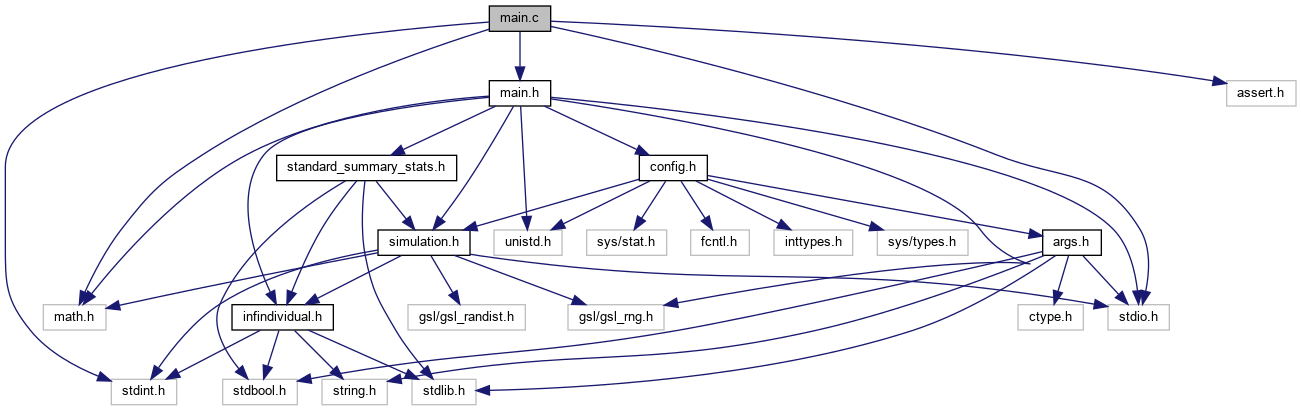 main.c
assert.h
main.h
standard_summary_stats.h
config.h
simulation.h
unistd.h
sys/stat.h
fcntl.h
inttypes.h
sys/types.h
args.h
math.h
infindividual.h
gsl/gsl_randist.h
gsl/gsl_rng.h
ctype.h
stdio.h
stdint.h
stdbool.h
string.h
stdlib.h